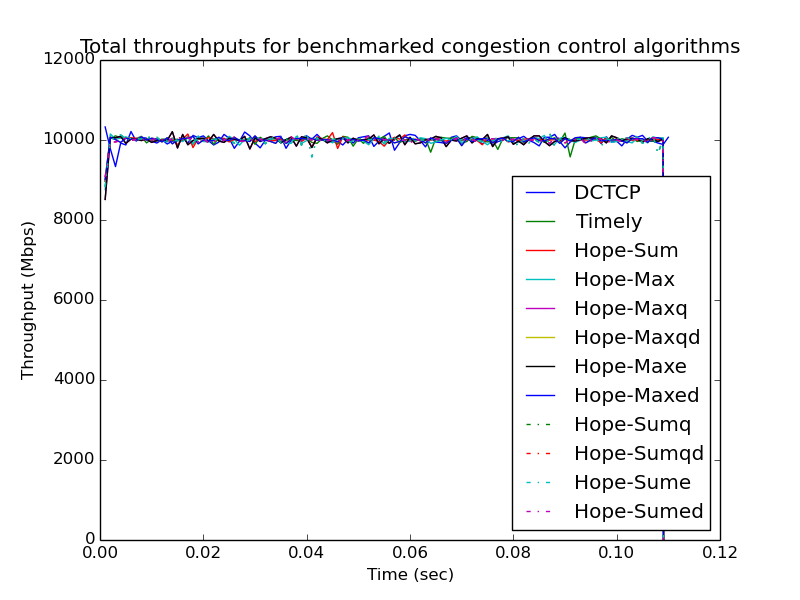 Total throughputs for benchmarked congestion control algorithms
12000
10000
8000
6000
4000
2000
0
Throughput (Mbps)
DCTCP
Timely
Hope-Sum
Hope-Max
Hope-Maxq
Hope-Maxqd
Hope-Maxe
Hope-Maxed
Hope-Sumq
Hope-Sumqd
Hope-Sume
Hope-Sumed
0.00 0.02 0.04 0.06 0.08 0.10 0.12
Time (sec)